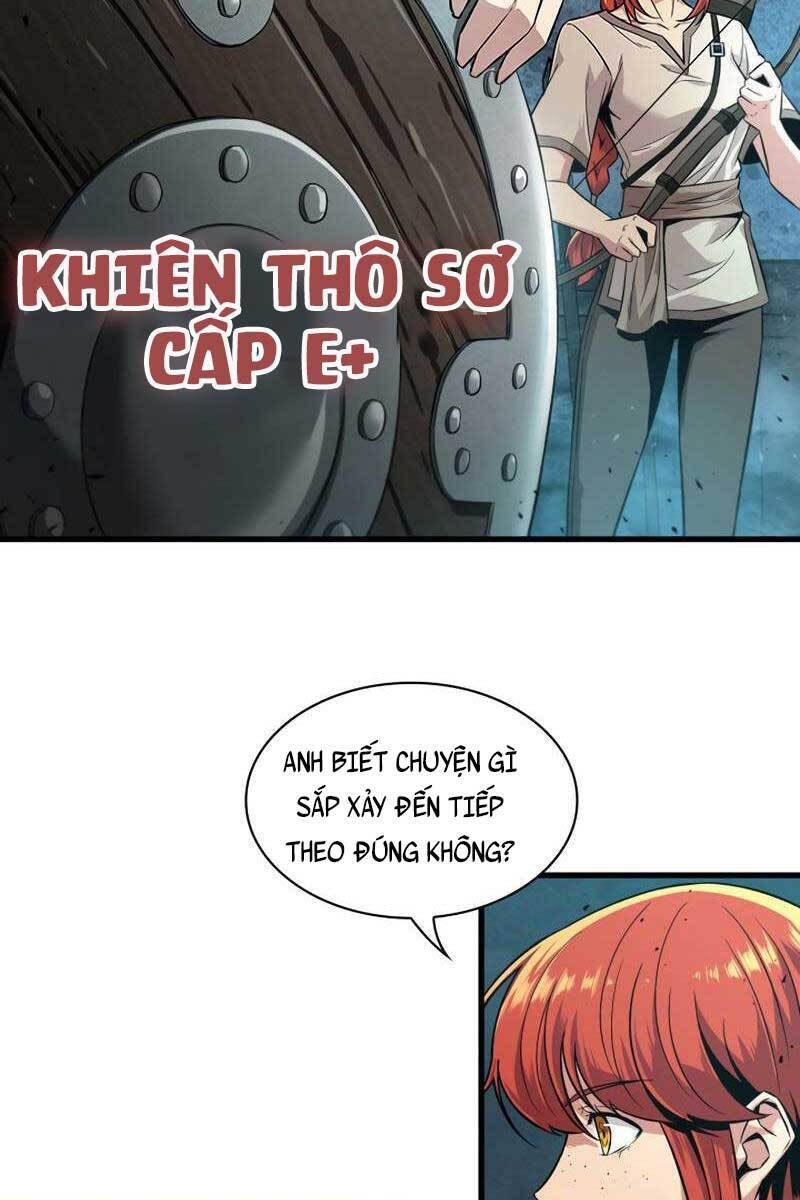 KHIÊN THÔ SƠ
CẤP E+
ANH BIẾT CHUYỆN GÌ
SẮP XẢY ĐẾN TIẾP
THEO ĐÚNG KHÔNG?